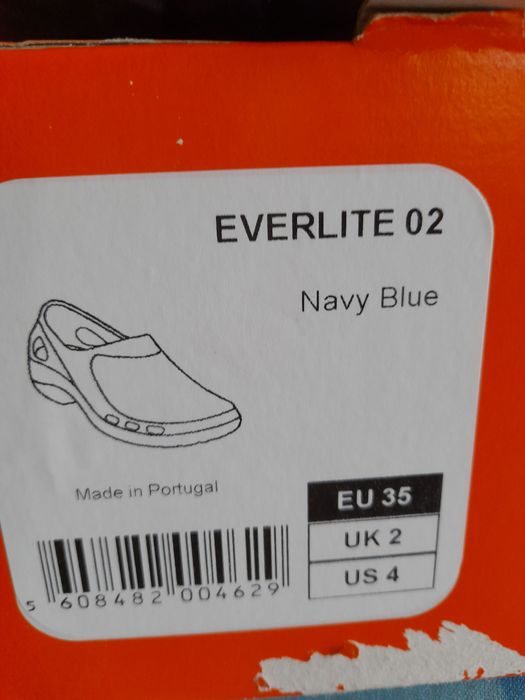 EVERLITE 02
Navy Blue
Made in Portugal
EU 35
UK 2
US 4
5 608482 004629